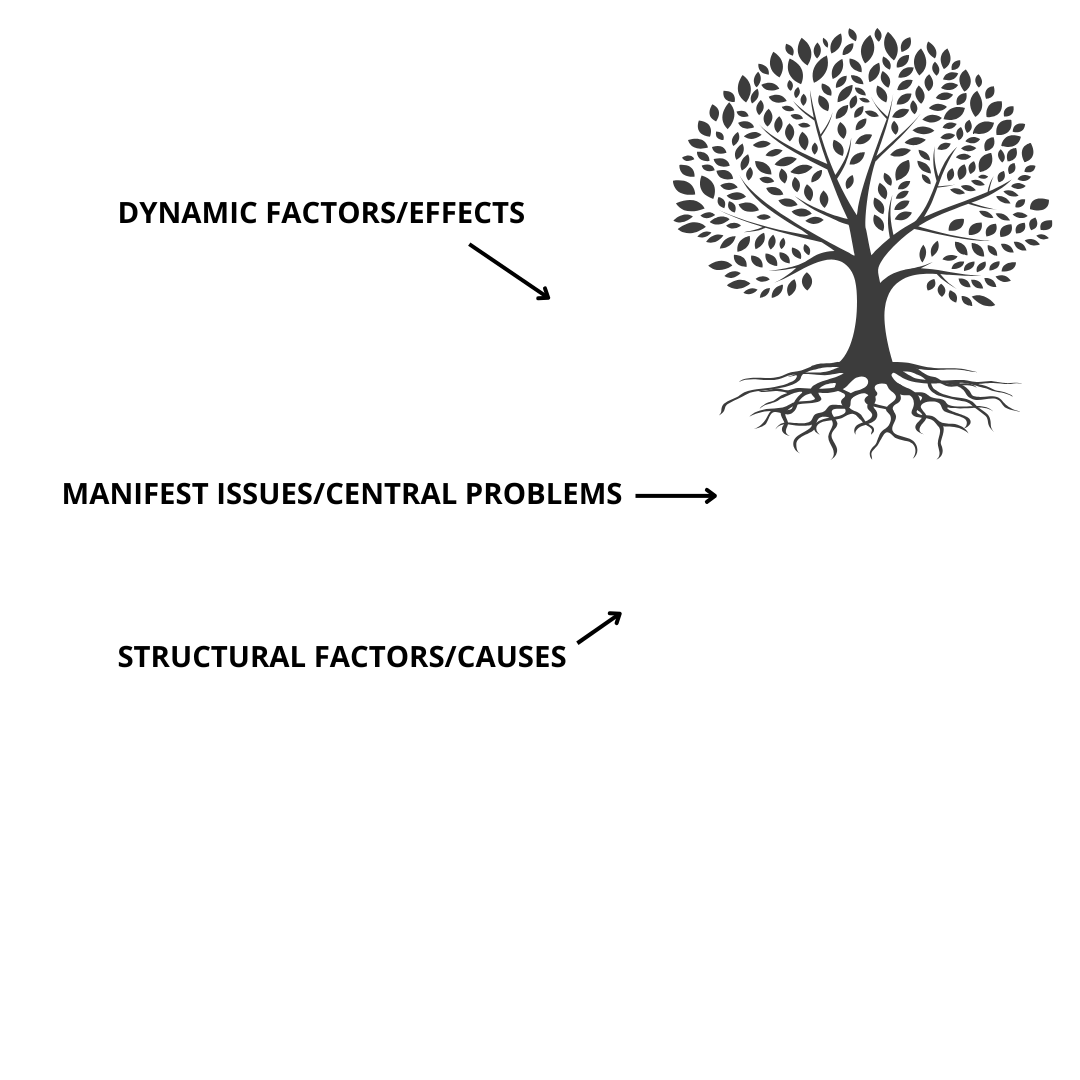 DYNAMIC FACTORS/EFFECTS
MANIFEST ISSUES/CENTRAL PROBLEMS
STRUCTURAL FACTORS/CAUSES